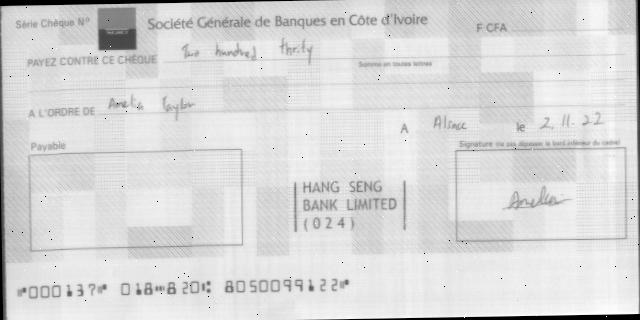 Série Chèque N°
Société Générale de Banques en Côte d'Ivoire
F CFA
PAYEZ CONTRE CE CHÈQUE Two hundred thrity
Somme en toutes lettres
A L'ORDRE DE Amelia Taylor
A Alsace le 2.11.22
Payable
Signature (ne pas dépasser le bord inférieur du cadre)
HANG SENG
BANK LIMITED
(024)
Amelia
⑈000137⑈ 018⑉820⑆ 8050099122⑈